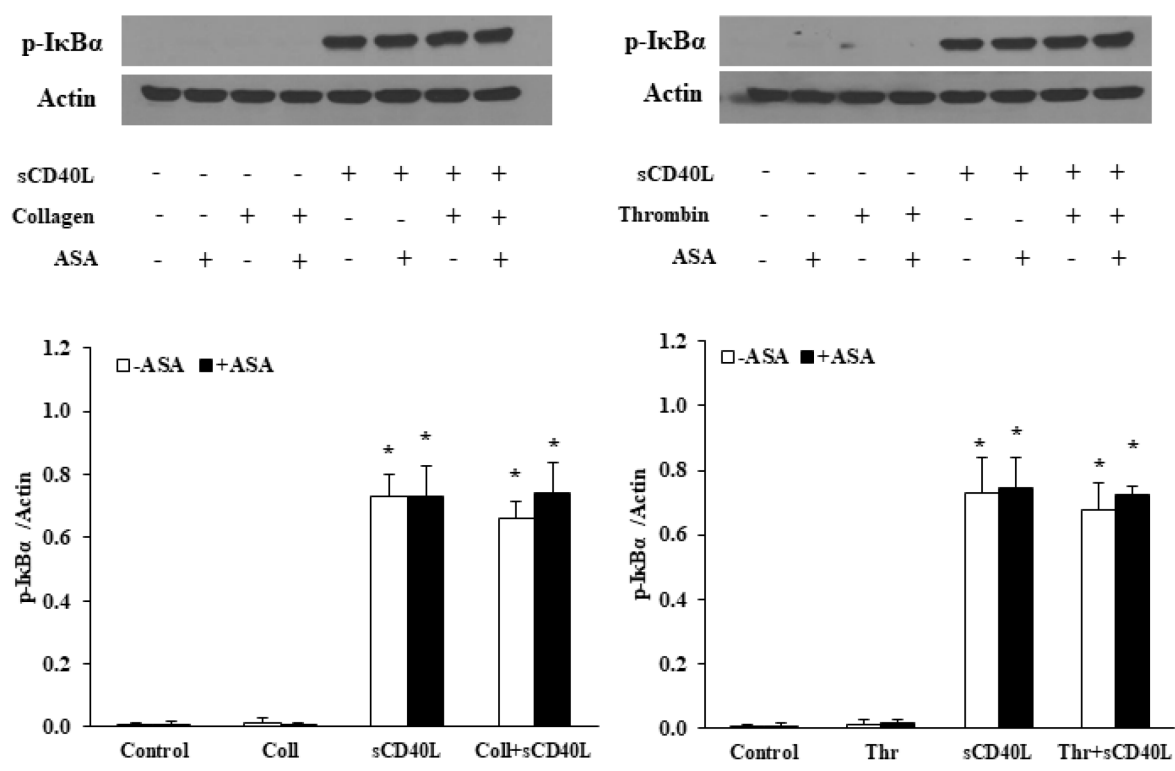 p-IκBα
Actin
sCD40L - - - - + + + +
Collagen - - + + - - + +
ASA - + - + - + - +
1.2
-ASA +ASA
1.0
0.8
0.6
0.4
0.2
0.0
p-IκBα /Actin
* * * *
Control Coll sCD40L Coll+sCD40L
p-IκBα
Actin
sCD40L - - - - + + + +
Thrombin - - + + - - + +
ASA - + - + - + - +
1.2
-ASA +ASA
1.0
0.8
0.6
0.4
0.2
0.0
p-IκBα /Actin
* * * *
Control Thr sCD40L Thr+sCD40L